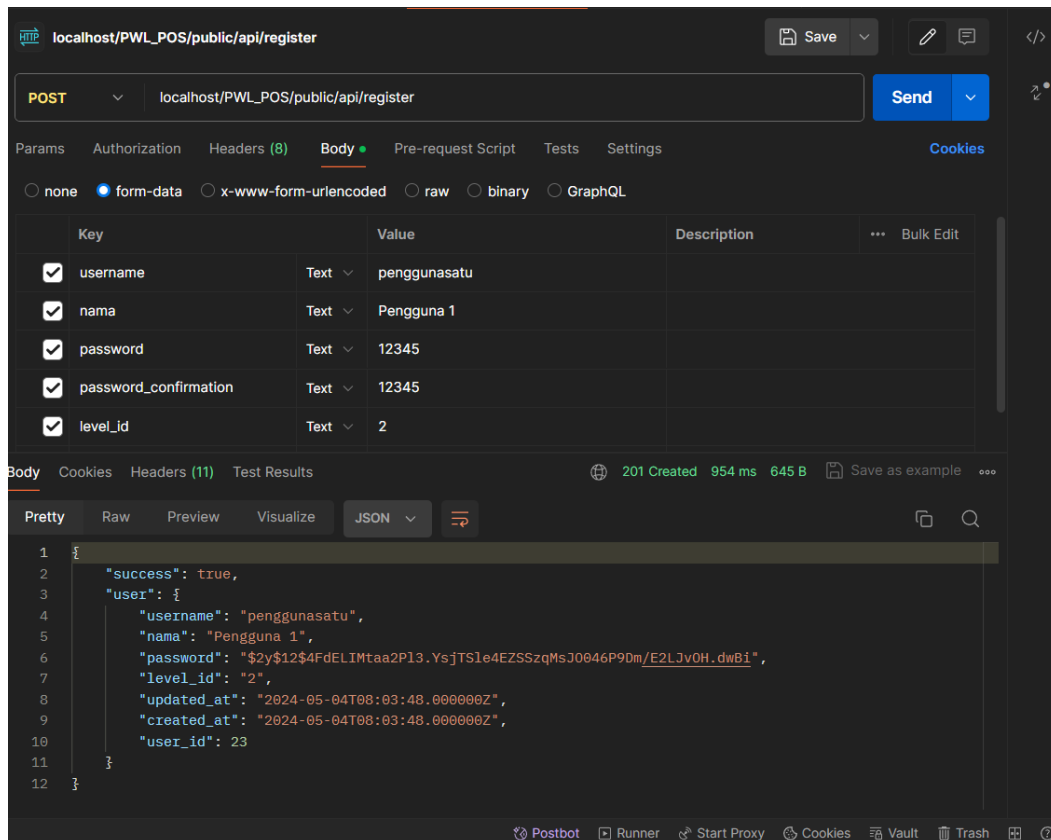 HTTP localhost/PWL_POS/public/api/register Save
POST localhost/PWL_POS/public/api/register Send
Params Authorization Headers (8) Body Pre-request Script Tests Settings Cookies
none form-data x-www-form-urlencoded raw binary GraphQL
Key Value Description Bulk Edit
username Text penggunasatu
nama Text Pengguna 1
password Text 12345
password_confirmation Text 12345
level_id Text 2
Body Cookies Headers (11) Test Results 201 Created 954 ms 645 B Save as example
Pretty Raw Preview Visualize JSON
1 {
2 "success": true,
3 "user": {
4 "username": "penggunasatu",
5 "nama": "Pengguna 1",
6 "password": "$2y$12$4FdELIMtaa2Pl3.YsjTSle4EZSSzqMsJO046P9Dm/E2LJvOH.dwBi",
7 "level_id": "2",
8 "updated_at": "2024-05-04T08:03:48.000000Z",
9 "created_at": "2024-05-04T08:03:48.000000Z",
10 "user_id": 23
11 }
12 }
Postbot Runner Start Proxy Cookies Vault Trash